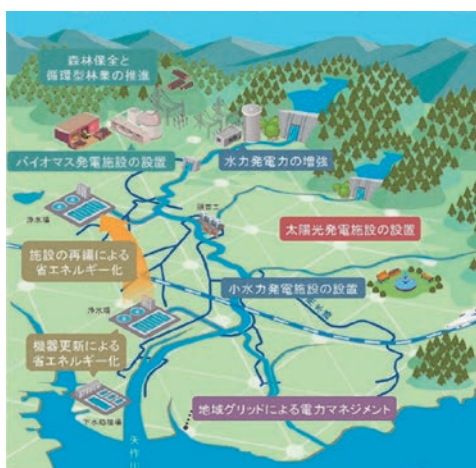 森林保全と
循環型林業の推進
バイオマス発電施設の設置
水力発電力の増強
浄水場
頭首工
太陽光発電施設の設置
施設の再編による
省エネルギー化
小水力発電施設の設置
浄水場
機器更新による
省エネルギー化
下水処理場
矢作川
地域グリッドによる電力マネジメント